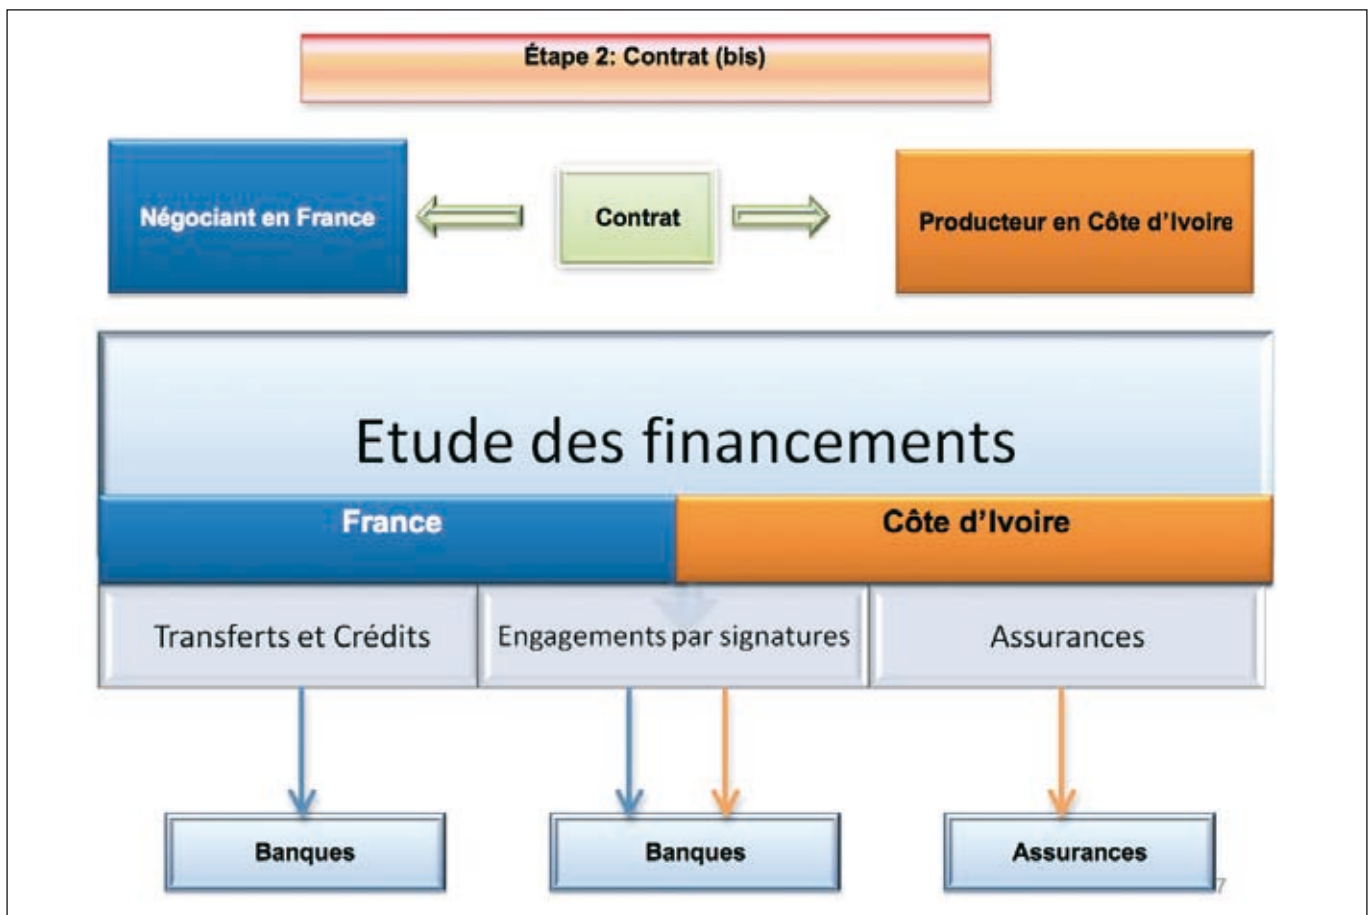 Étape 2: Contrat (bis)
Négociant en France
Contrat
Producteur en Côte d'Ivoire
Etude des financements
France
Côte d'Ivoire
Transferts et Crédits
Engagements par signatures
Assurances
Banques
Banques
Assurances
7